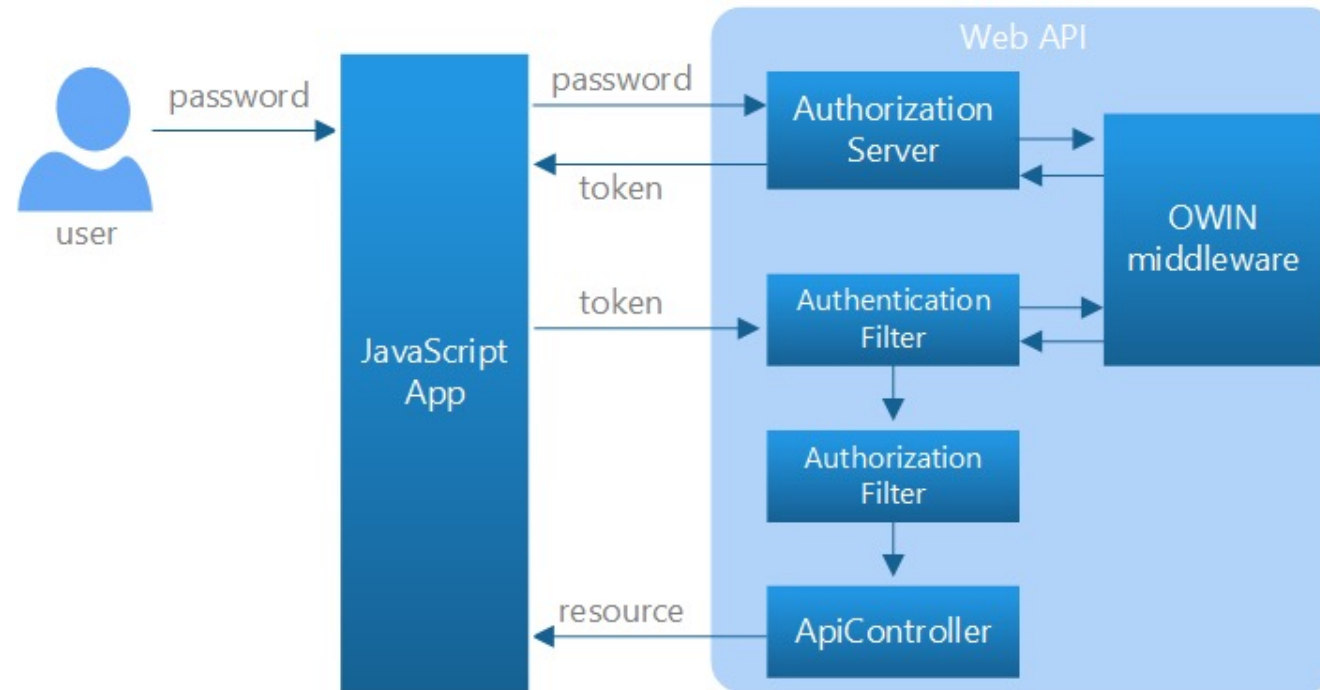 Web API
password
password
Authorization
Server
token
user
OWIN
middleware
token
Authentication
Filter
JavaScript
App
Authorization
Filter
resource
ApiController